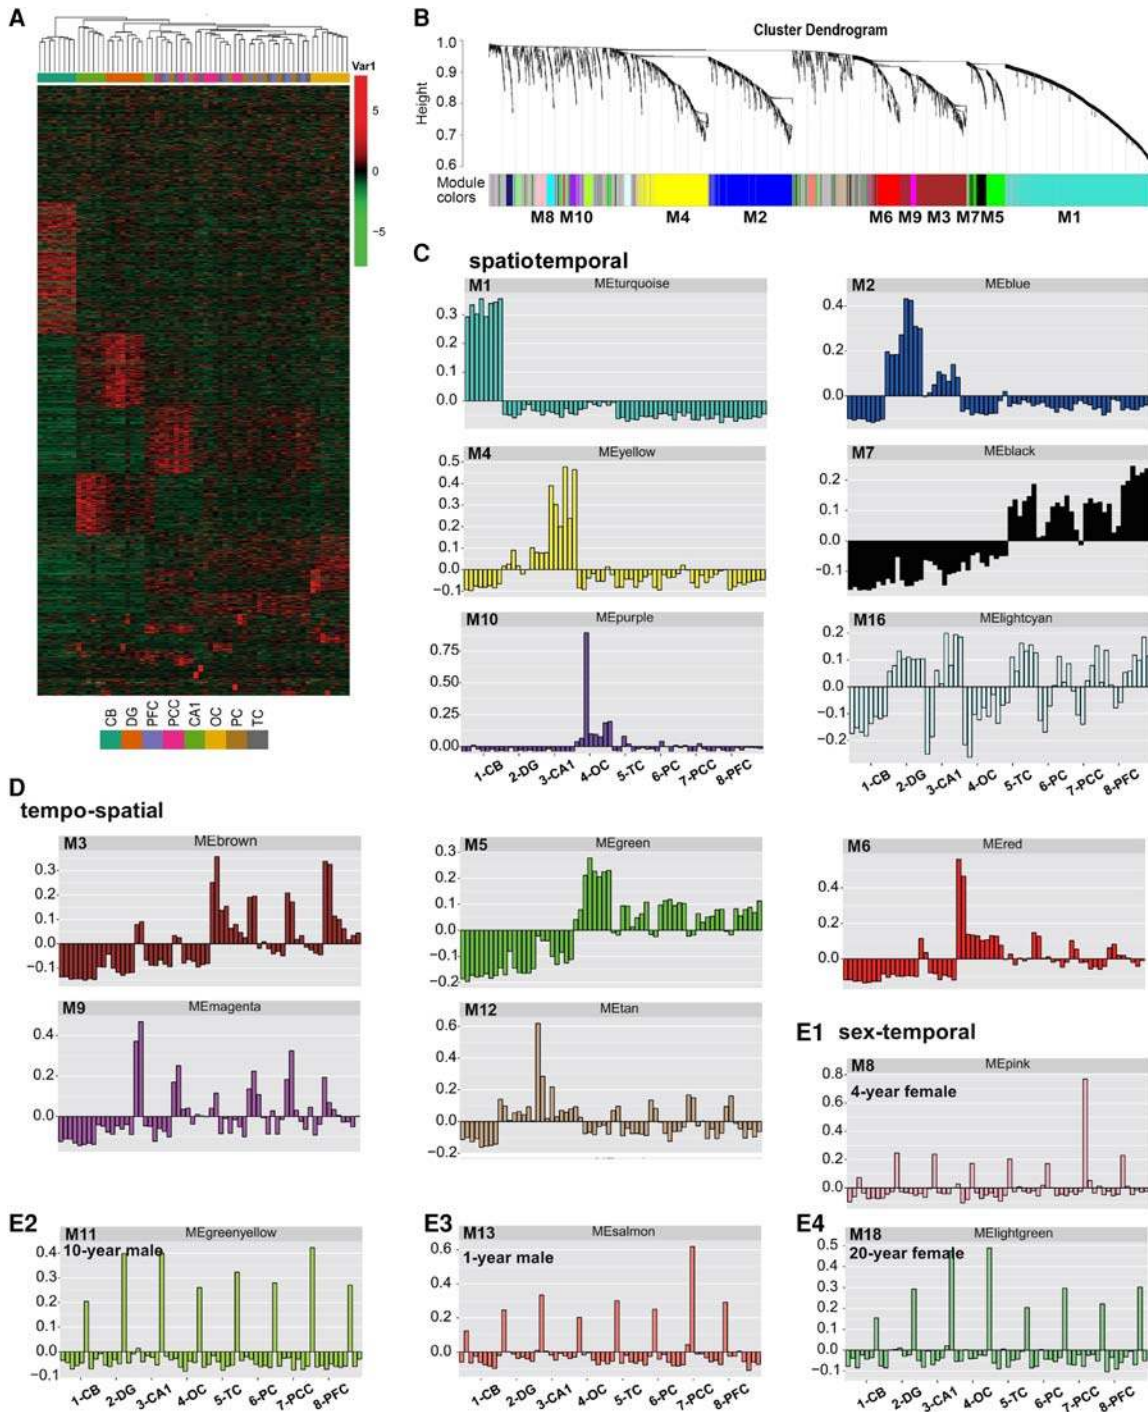 A
Var1
5
0
−5
CB
DG
PFC
PCC
CA1
OC
PC
TC
B
Cluster Dendrogram
Height
1.0
0.9
0.8
0.7
0.6
Module
colors
M8 M10 M4 M2 M6 M9 M3 M7 M5 M1
C spatiotemporal
M1 MEturquoise
0.3
0.2
0.1
0.0
M2 MEblue
0.4
0.2
0.0
M4 MEyellow
0.5
0.4
0.3
0.2
0.1
0.0
−0.1
M7 MEblack
0.2
0.1
0.0
−0.1
M10 MEpurple
0.75
0.50
0.25
0.00
1-CB 2-DG 3-CA1 4-OC 5-TC 6-PC 7-PCC 8-PFC
M16 MElightcyan
0.2
0.1
0.0
−0.1
−0.2
1-CB 2-DG 3-CA1 4-OC 5-TC 6-PC 7-PCC 8-PFC
D
tempo-spatial
M3 MEbrown
0.3
0.2
0.1
0.0
−0.1
M5 MEgreen
0.3
0.2
0.1
0.0
−0.1
−0.2
M6 MEred
0.4
0.2
0.0
M9 MEmagenta
0.4
0.2
0.0
M12 MEtan
0.6
0.4
0.2
0.0
−0.2
E1 sex-temporal
M8 MEpink
4-year female
0.8
0.6
0.4
0.2
0.0
E2
M11 MEgreenyellow
10-year male
0.4
0.3
0.2
0.1
0.0
−0.1
1-CB 2-DG 3-CA1 4-OC 5-TC 6-PC 7-PCC 8-PFC
E3
M13 MEsalmon
1-year male
0.6
0.4
0.2
0.0
1-CB 2-DG 3-CA1 4-OC 5-TC 6-PC 7-PCC 8-PFC
E4
M18 MElightgreen
20-year female
0.5
0.4
0.3
0.2
0.1
0.0
−0.1
1-CB 2-DG 3-CA1 4-OC 5-TC 6-PC 7-PCC 8-PFC